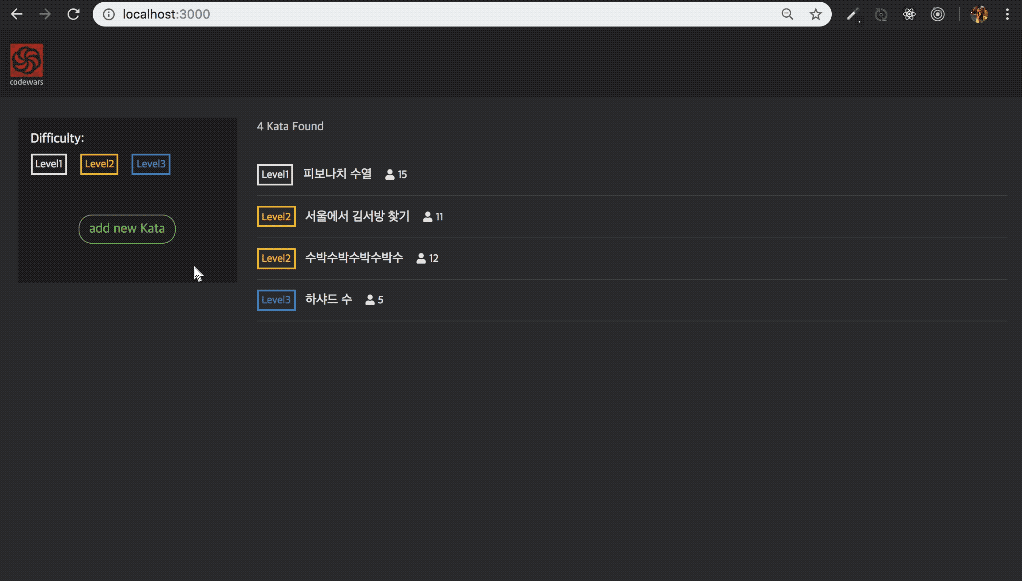 localhost:3000
codewars
Difficulty:
Level1 Level2 Level3
add new Kata
4 Kata Found
Level1 피보나치 수열 15
Level2 서울에서 김서방 찾기 11
Level2 수박수박수박수박수 12
Level3 하샤드 수 5